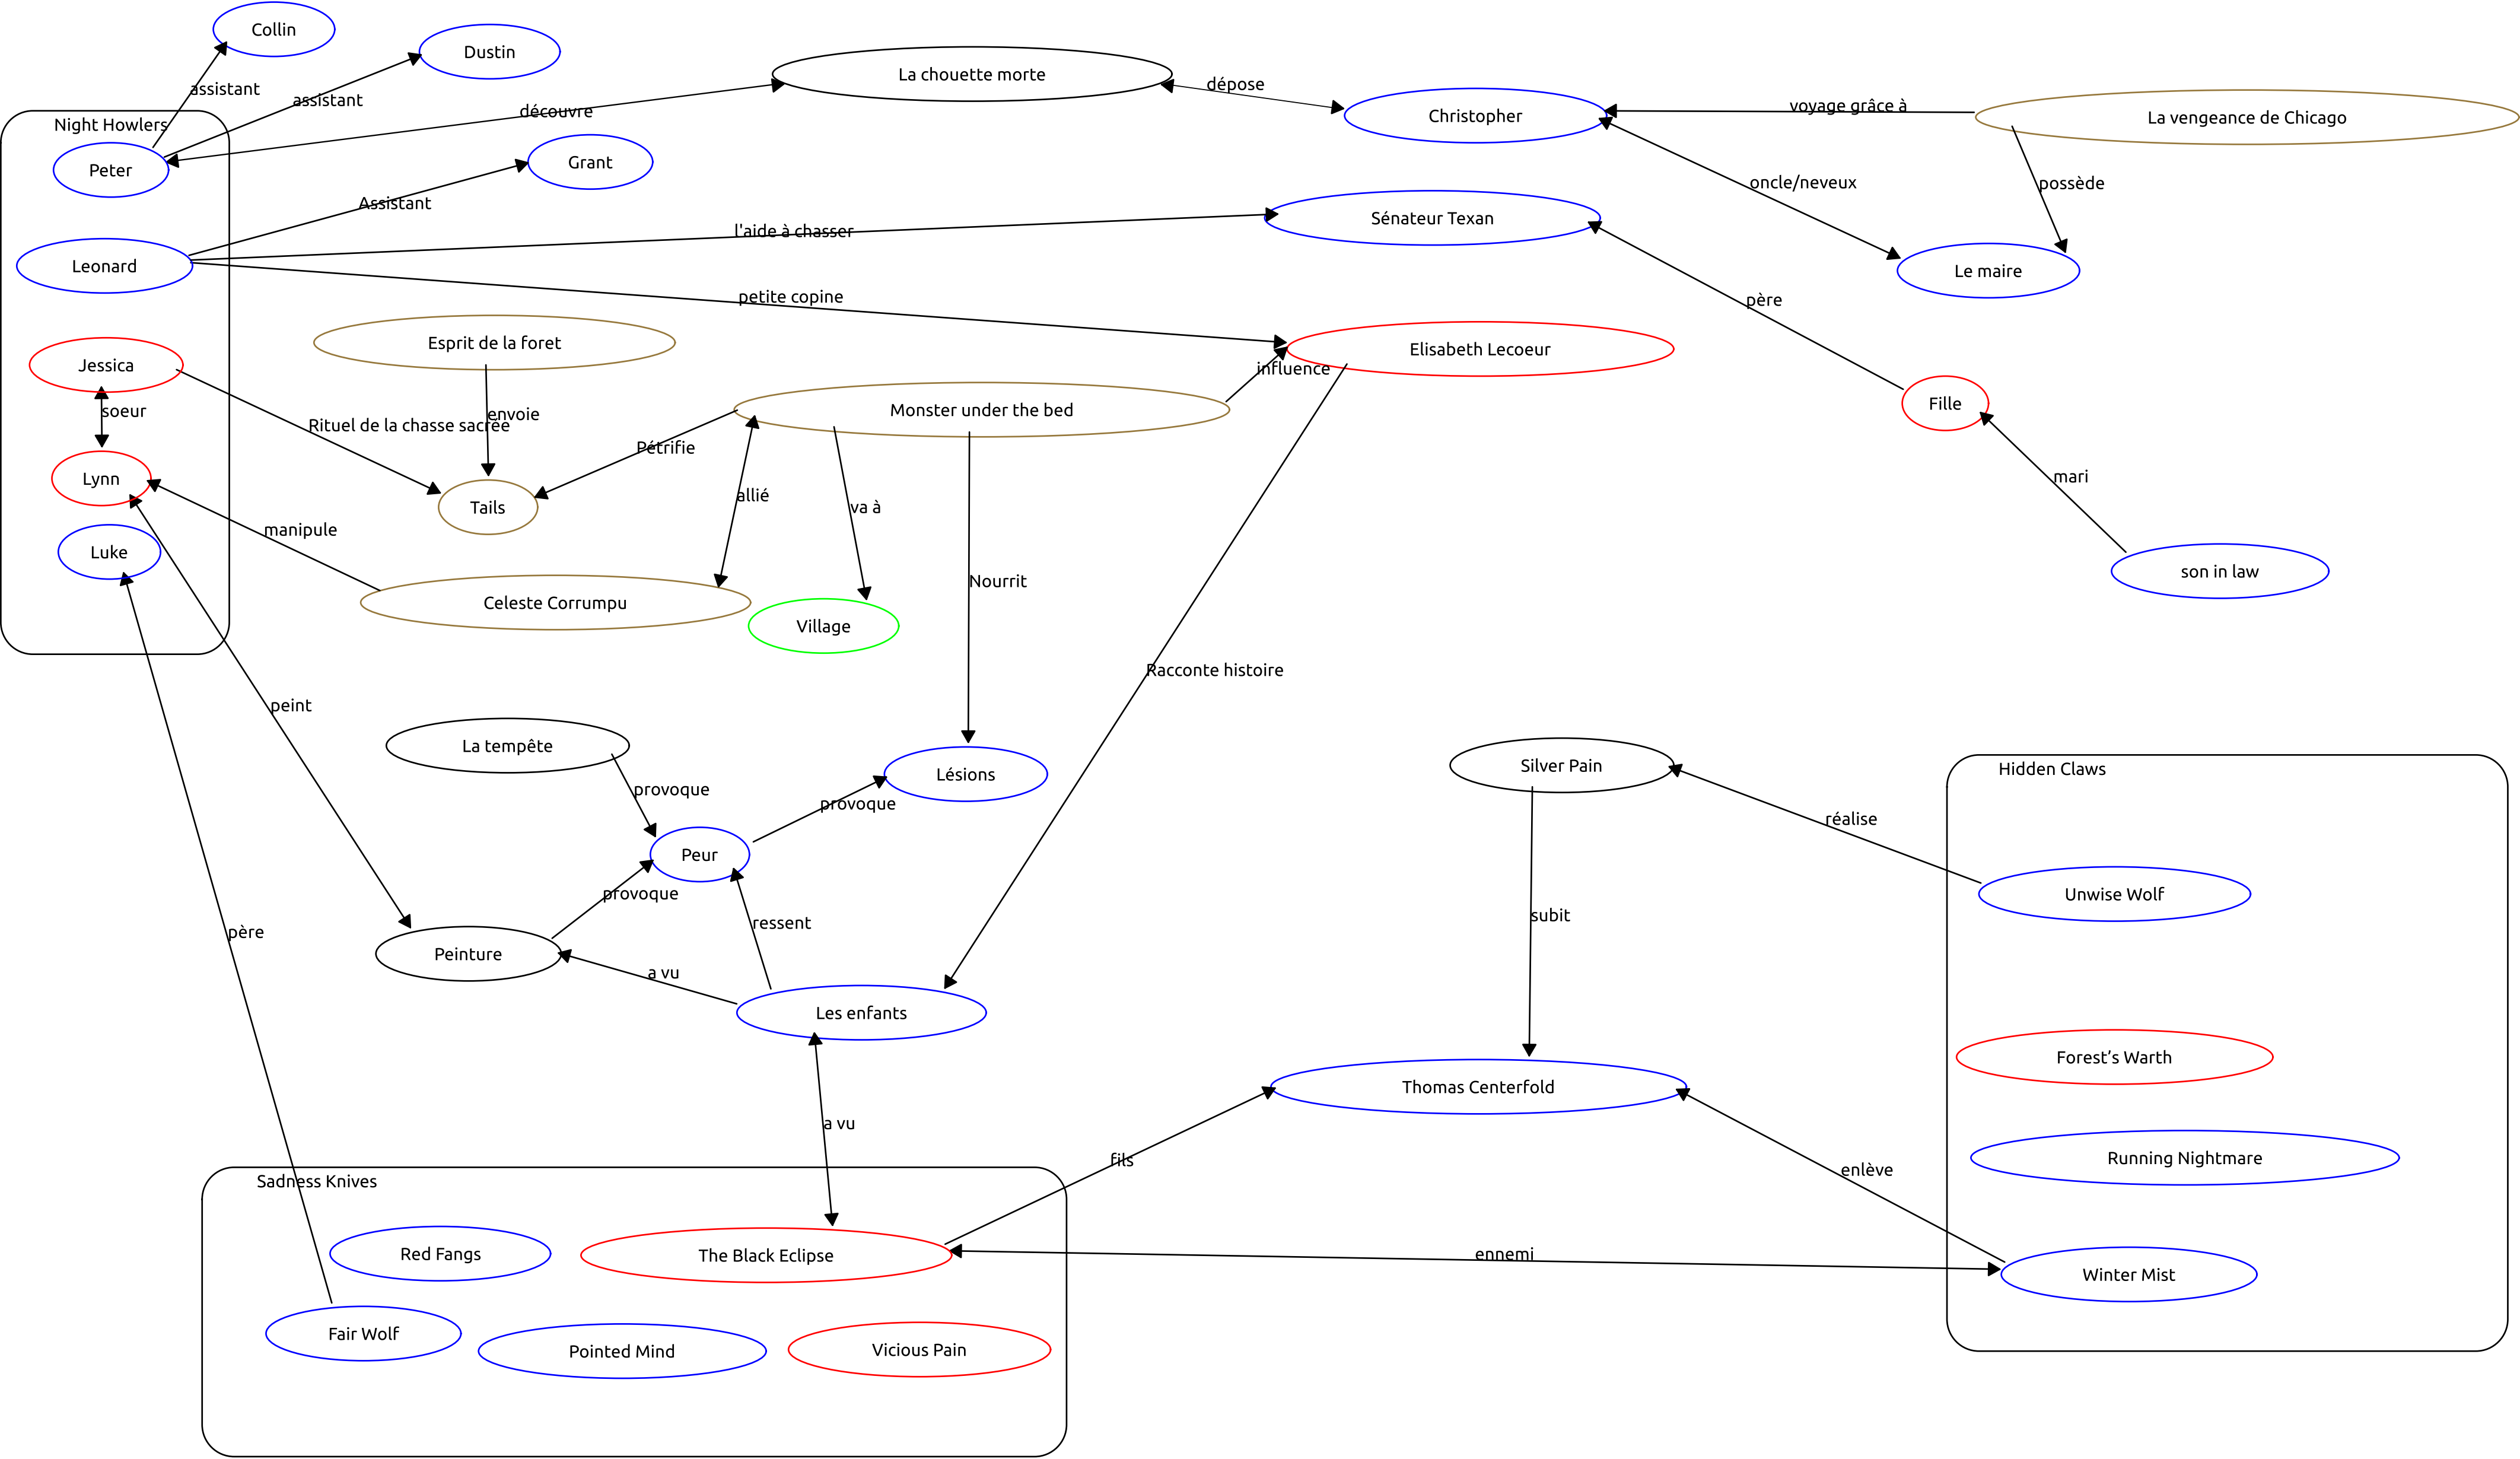 Collin
Dustin
La chouette morte
assistant
assistant
découvre
dépose
Christopher
voyage grâce à
La vengeance de Chicago
Night Howlers
Peter
Grant
Assistant
oncle/neveux
possède
Sénateur Texan
l'aide à chasser
Leonard
Le maire
petite copine
père
Esprit de la foret
Elisabeth Lecoeur
influence
Jessica
soeur
Rituel de la chasse sacrée
envoie
Monster under the bed
Fille
Pétrifie
Lynn
Tails
allié
va à
mari
manipule
Luke
Celeste Corrumpu
Village
Nourrit
son in law
Racconte histoire
peint
La tempête
Lésions
Silver Pain
Hidden Claws
provoque
provoque
réalise
Peur
provoque
Unwise Wolf
ressent
subit
père
Peinture
a vu
Les enfants
Forest’s Warth
Thomas Centerfold
a vu
fils
Running Nightmare
enlève
Sadness Knives
Red Fangs
The Black Eclipse
ennemi
Winter Mist
Fair Wolf
Pointed Mind
Vicious Pain